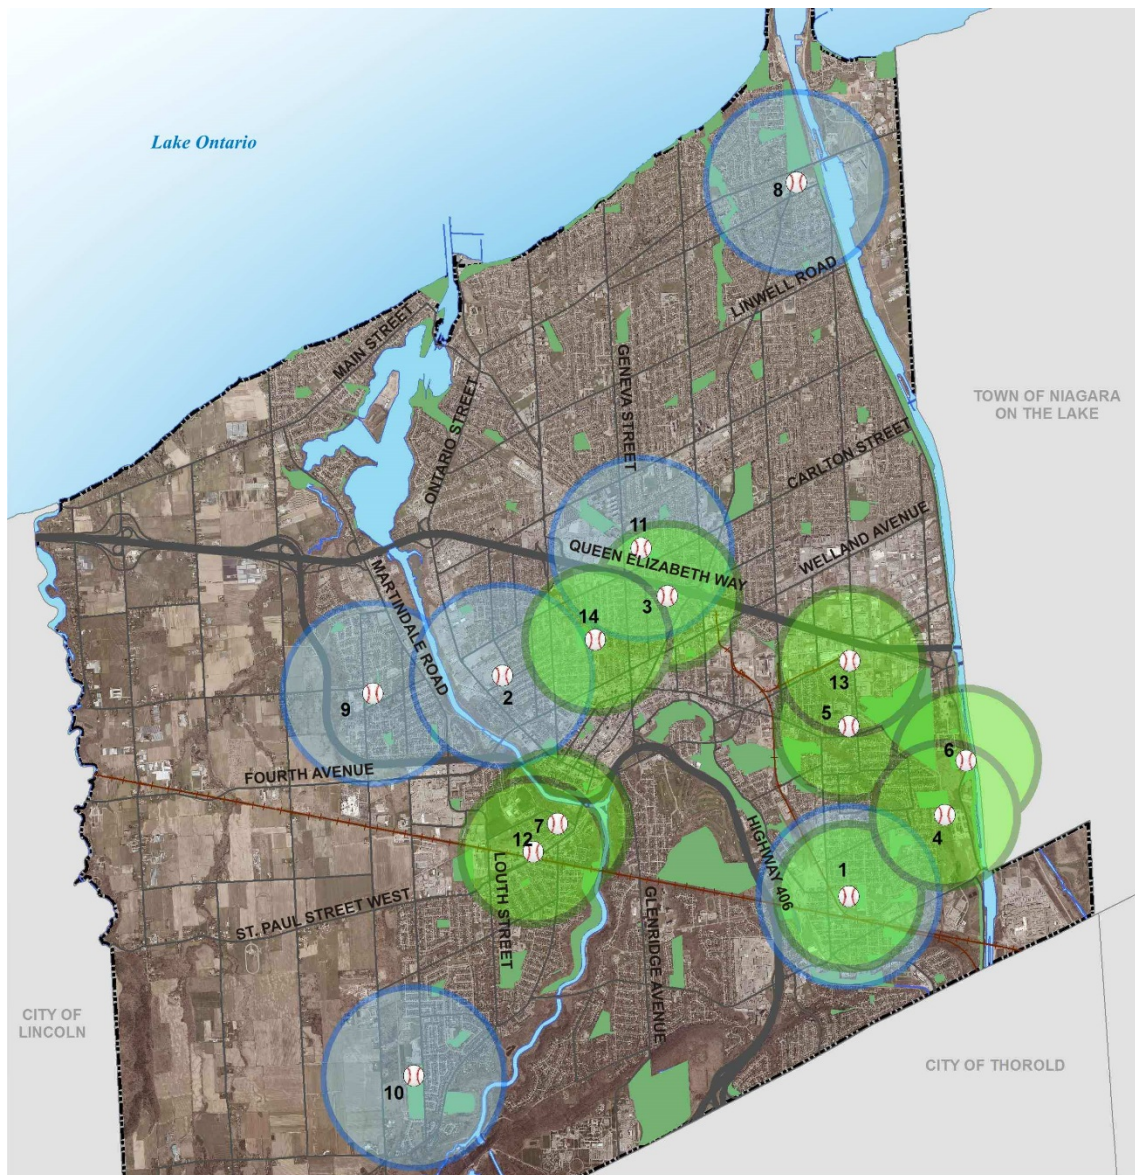 Lake Ontario
8
LINWELL ROAD
MAIN STREET
GENEVA STREET
ONTARIO STREET
TOWN OF NIAGARA
ON THE LAKE
CARLTON STREET
WELLAND AVENUE
11
QUEEN ELIZABETH WAY
MARTINDALE ROAD
3
14
2
9
13
5
6
FOURTH AVENUE
7
12
4
HIGHWAY 406
1
LOUTH STREET
GLENRIDGE AVENUE
ST. PAUL STREET WEST
CITY OF
LINCOLN
CITY OF THOROLD
10